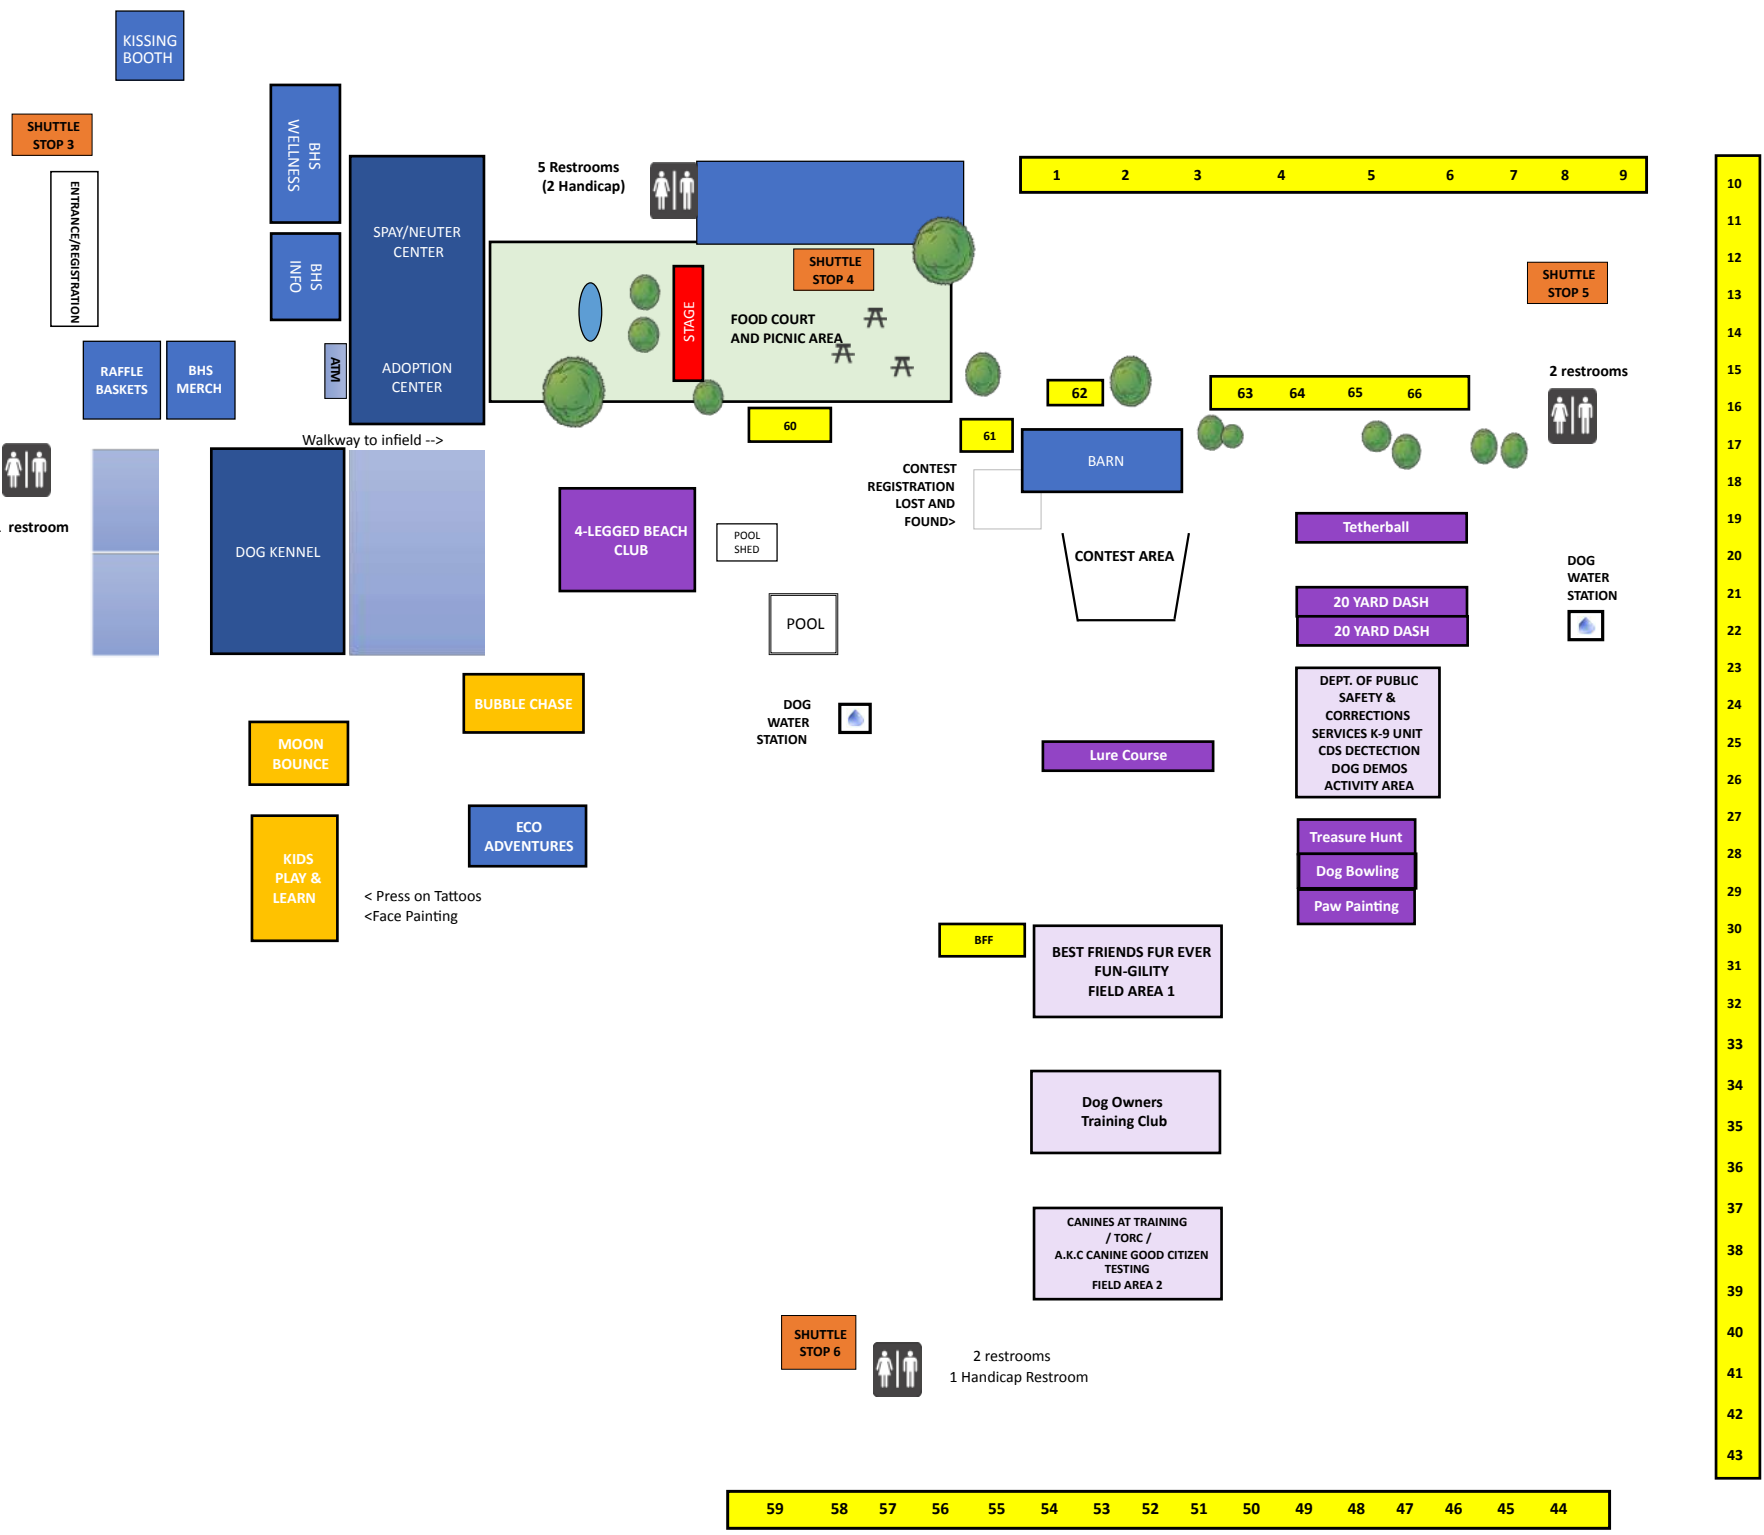 KISSING
BOOTH
SHUTTLE
STOP 3
ENTRANCE/REGISTRATION
BHS
WELLNESS
BHS
INFO
ATM
SPAY/NEUTER
CENTER
ADOPTION
CENTER
RAFFLE
BASKETS
BHS
MERCH
Walkway to infield -->
5 Restrooms
(2 Handicap)
SHUTTLE
STOP 4
STAGE
FOOD COURT
AND PICNIC AREA
1 2 3 4 5 6 7 8 9
SHUTTLE
STOP 5
2 restrooms
60
61
62
63 64 65 66
BARN
CONTEST
REGISTRATION
LOST AND
FOUND>
CONTEST AREA
restroom
DOG KENNEL
4-LEGGED BEACH
CLUB
POOL
SHED
POOL
Tetherball
20 YARD DASH
20 YARD DASH
DOG
WATER
STATION
BUBBLE CHASE
MOON
BOUNCE
DOG
WATER
STATION
Lure Course
DEPT. OF PUBLIC
SAFETY &
CORRECTIONS
SERVICES K-9 UNIT
CDS DECTECTION
DOG DEMOS
ACTIVITY AREA
KIDS
PLAY &
LEARN
ECO
ADVENTURES
< Press on Tattoos
<Face Painting
Treasure Hunt
Dog Bowling
Paw Painting
BFF
BEST FRIENDS FUR EVER
FUN-GILITY
FIELD AREA 1
Dog Owners
Training Club
CANINES AT TRAINING
/ TORC /
A.K.C CANINE GOOD CITIZEN
TESTING
FIELD AREA 2
SHUTTLE
STOP 6
2 restrooms
1 Handicap Restroom
10
11
12
13
14
15
16
17
18
19
20
21
22
23
24
25
26
27
28
29
30
31
32
33
34
35
36
37
38
39
40
41
42
43
59 58 57 56 55 54 53 52 51 50 49 48 47 46 45 44